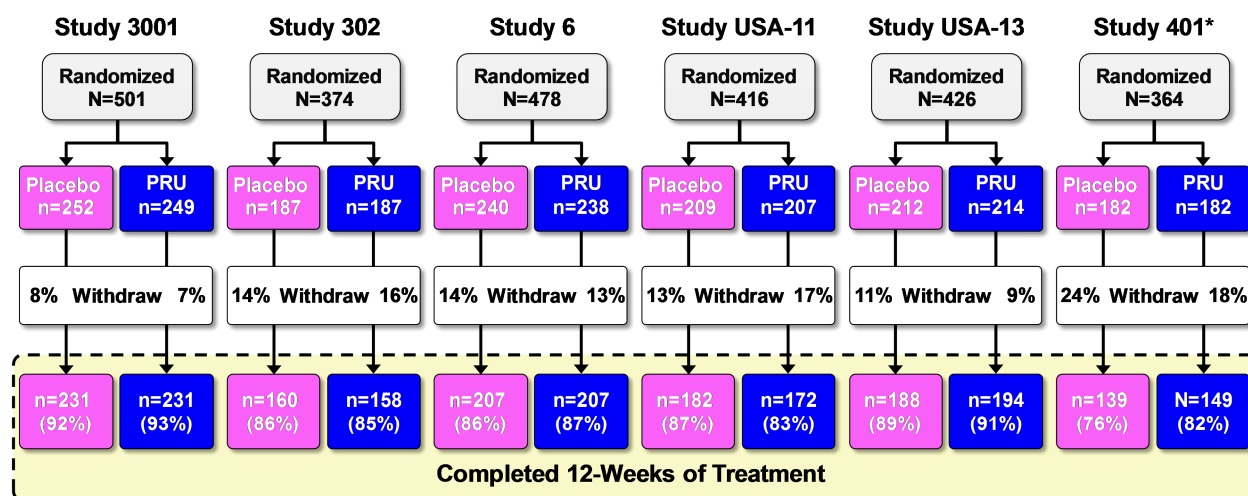 Study 3001 Study 302 Study 6 Study USA-11 Study USA-13 Study 401*
Randomized Randomized Randomized Randomized Randomized Randomized
N=501 N=374 N=478 N=416 N=426 N=364
Placebo PRU Placebo PRU Placebo PRU Placebo PRU Placebo PRU Placebo PRU
n=252 n=249 n=187 n=187 n=240 n=238 n=209 n=207 n=212 n=214 n=182 n=182
8% Withdraw 7% 14% Withdraw 16% 14% Withdraw 13% 13% Withdraw 17% 11% Withdraw 9% 24% Withdraw 18%
n=231 n=231 n=160 n=158 n=207 n=207 n=182 n=172 n=188 n=194 n=139 N=149
(92%) (93%) (86%) (85%) (86%) (87%) (87%) (83%) (89%) (91%) (76%) (82%)
Completed 12-Weeks of Treatment